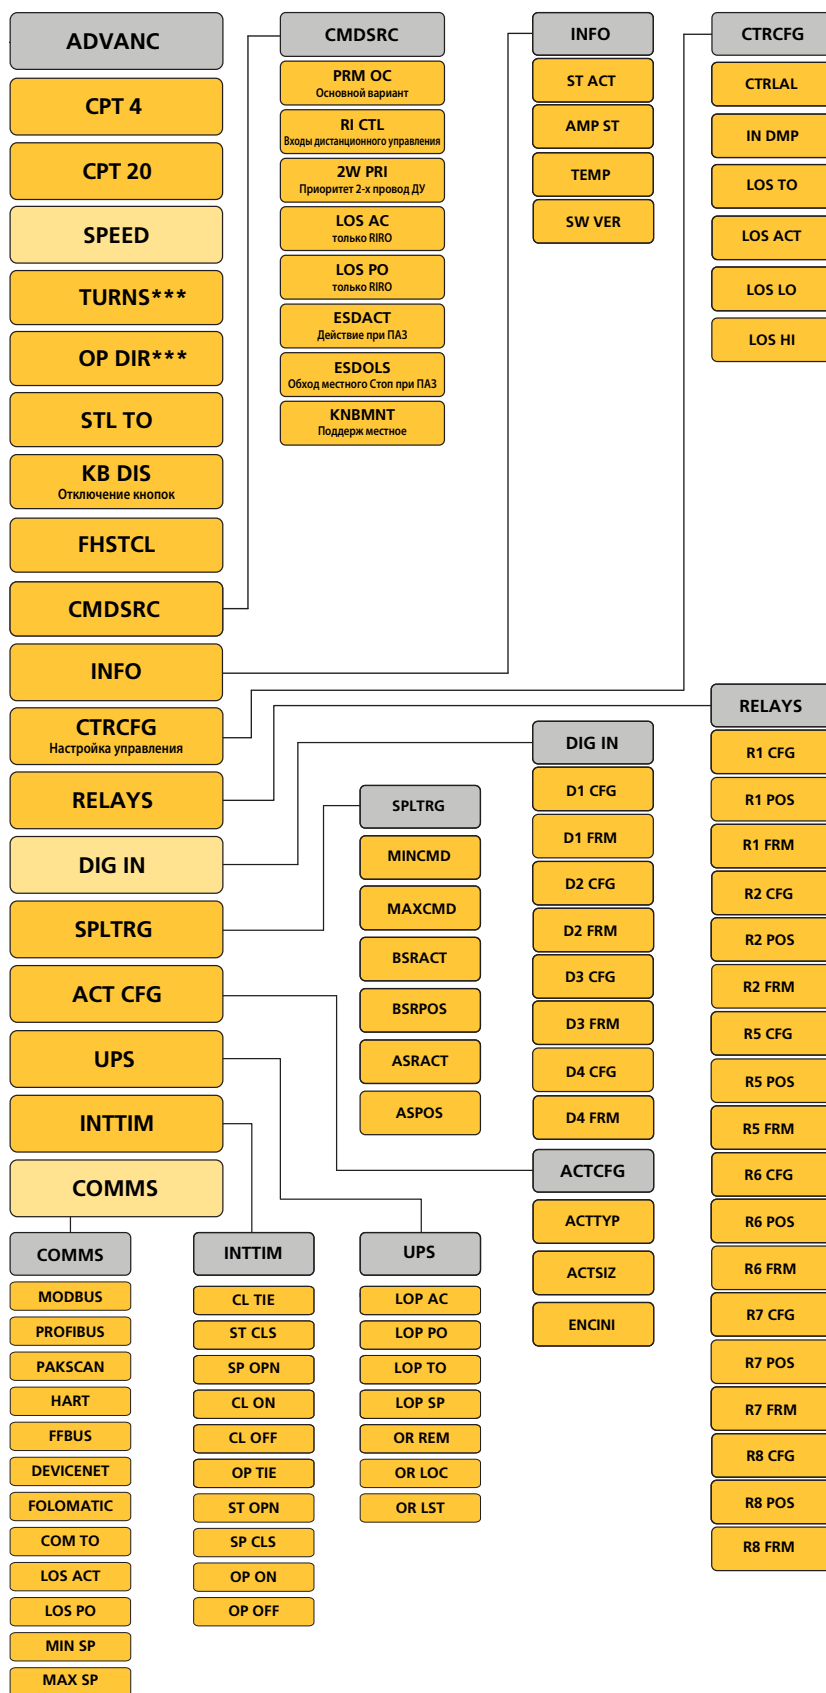 ADVANC
CPT 4
CPT 20
SPEED
TURNS***
OP DIR***
STL TO
KB DIS
Отключение кнопок
FHSTCL
CMDSRC
INFO
CTRCFG
Настройка управления
RELAYS
DIG IN
SPLTRG
ACT CFG
UPS
INTTIM
COMMS
CMDSRC
PRM OC
Основной вариант
RI CTL
Входы дистанционного управления
2W PRI
Приоритет 2-х провод ДУ
LOS AC
только RIRO
LOS PO
только RIRO
ESDACT
Действие при ПАЗ
ESDOLS
Обход местного Стоп при ПАЗ
KNBMNT
Поддерж местное
INFO
ST ACT
AMP ST
TEMP
SW VER
CTRCFG
CTRLAL
IN DMP
LOS TO
LOS ACT
LOS LO
LOS HI
RELAYS
R1 CFG
R1 POS
R1 FRM
R2 CFG
R2 POS
R2 FRM
R5 CFG
R5 POS
R5 FRM
R6 CFG
R6 POS
R6 FRM
R7 CFG
R7 POS
R7 FRM
R8 CFG
R8 POS
R8 FRM
DIG IN
D1 CFG
D1 FRM
D2 CFG
D2 FRM
D3 CFG
D3 FRM
D4 CFG
D4 FRM
SPLTRG
MINCMD
MAXCMD
BSRACT
BSRPOS
ASRACT
ASPOS
ACTCFG
ACTTYP
ACTSIZ
ENCINI
COMMS
MODBUS
PROFIBUS
PAKSCAN
HART
FFBUS
DEVICENET
FOLOMATIC
COM TO
LOS ACT
LOS PO
MIN SP
MAX SP
INTTIM
CL TIE
ST CLS
SP OPN
CL ON
CL OFF
OP TIE
ST OPN
SP CLS
OP ON
OP OFF
UPS
LOP AC
LOP PO
LOP TO
LOP SP
OR REM
OR LOC
OR LST